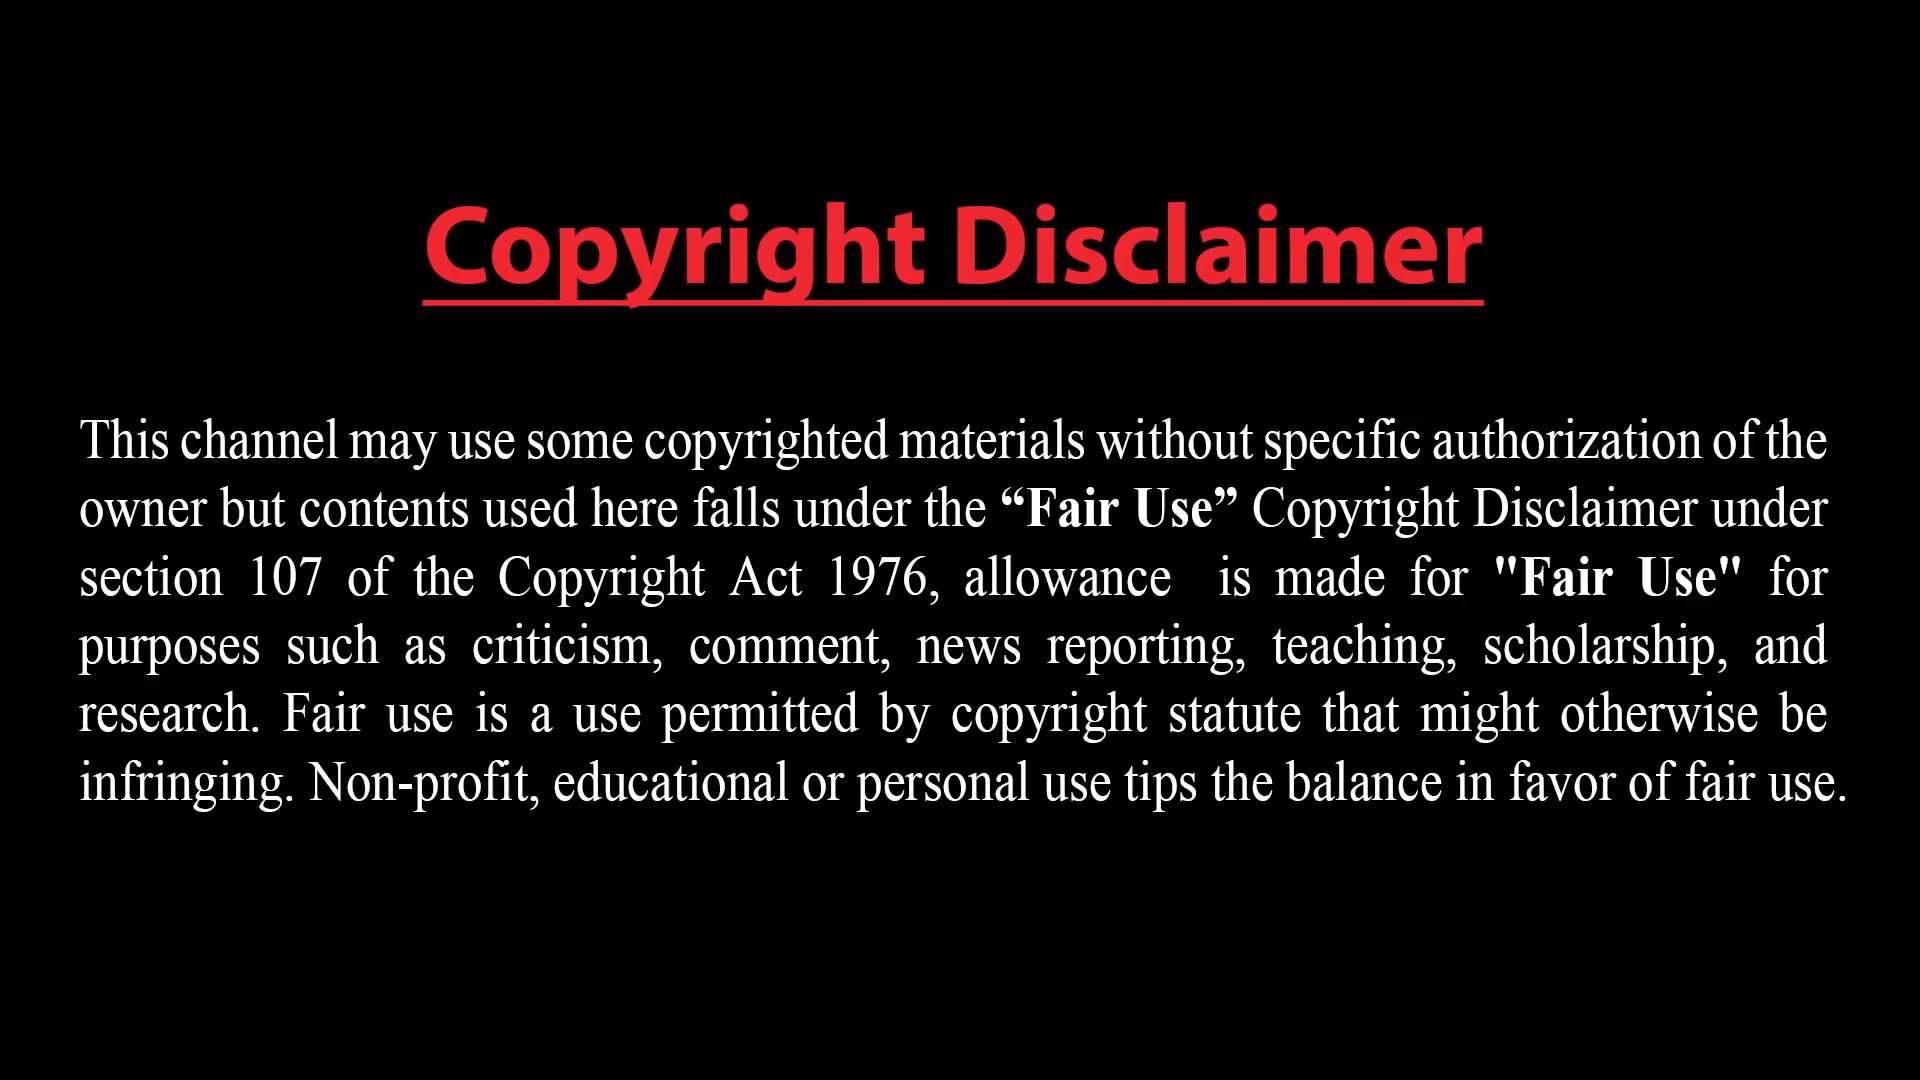 Copyright Disclaimer
This channel may use some copyrighted materials without specific authorization of the
owner but contents used here falls under the “Fair Use” Copyright Disclaimer under
section 107 of the Copyright Act 1976, allowance  is made for "Fair Use" for
purposes such as criticism, comment, news reporting, teaching, scholarship, and
research. Fair use is a use permitted by copyright statute that might otherwise be
infringing. Non-profit, educational or personal use tips the balance in favor of fair use.